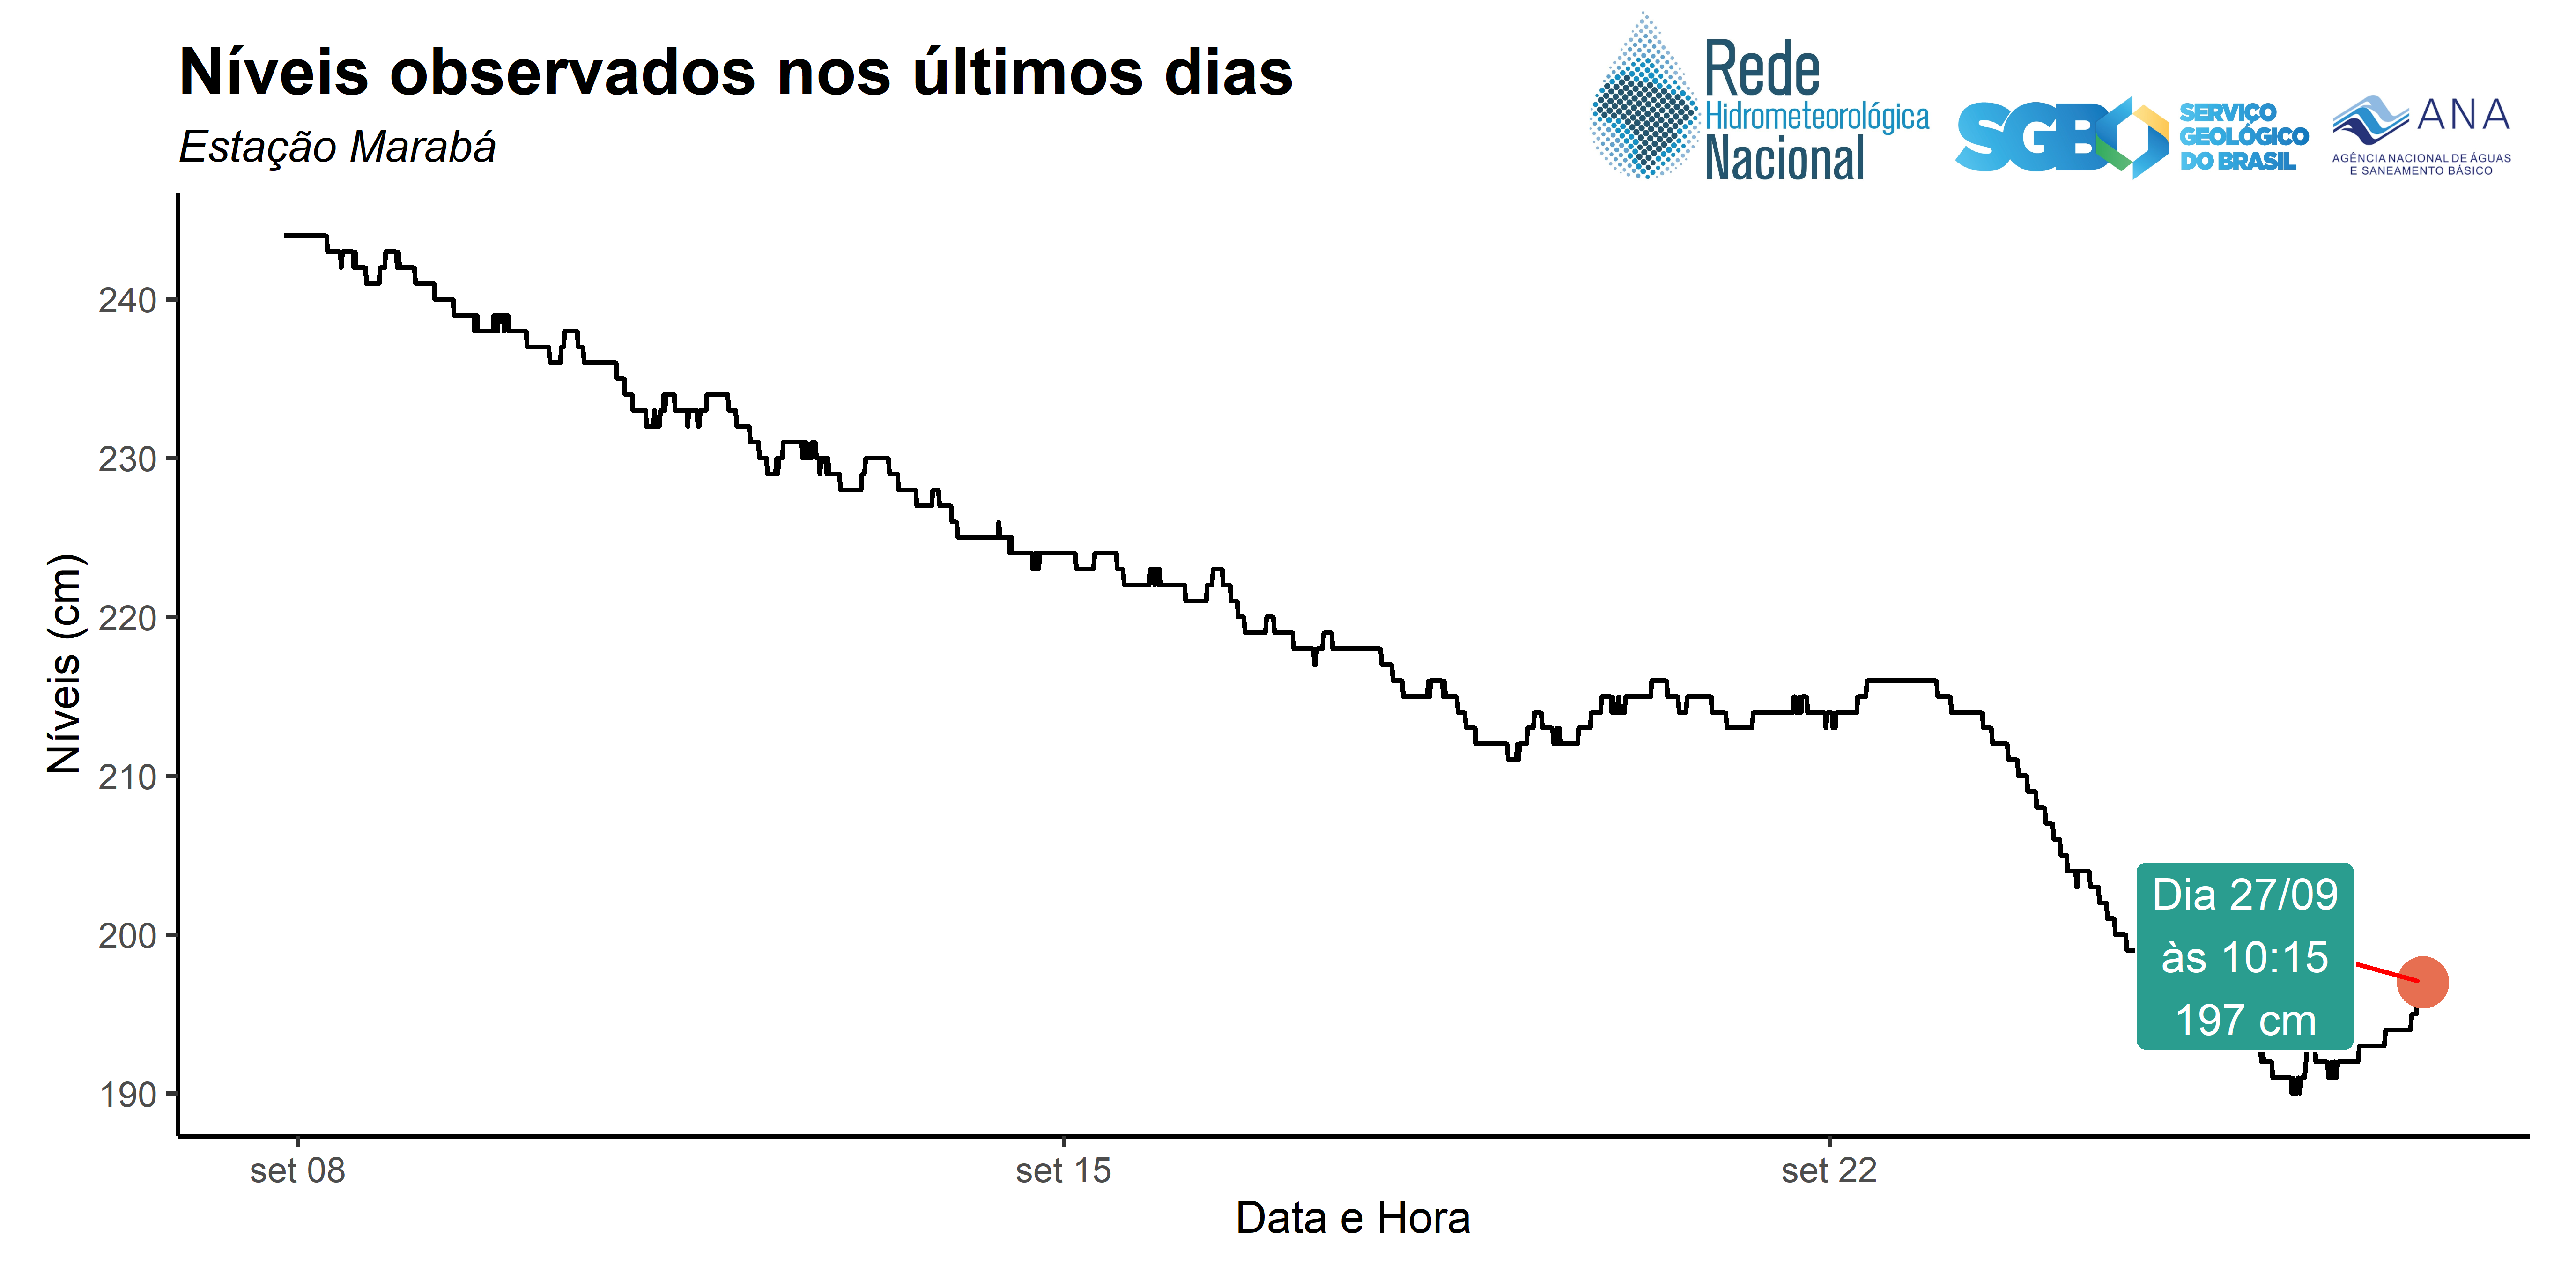 Níveis observados nos últimos dias
Estação Marabá
Rede
Hidrometeorológica
Nacional
SGB
SERVIÇO
GEOLÓGICO
DO BRASIL
ANA
AGÊNCIA NACIONAL DE ÁGUAS
E SANEAMENTO BÁSICO
Níveis (cm)
240
230
220
210
200
190
Dia 27/09
às 10:15
197 cm
set 08
set 15
set 22
Data e Hora